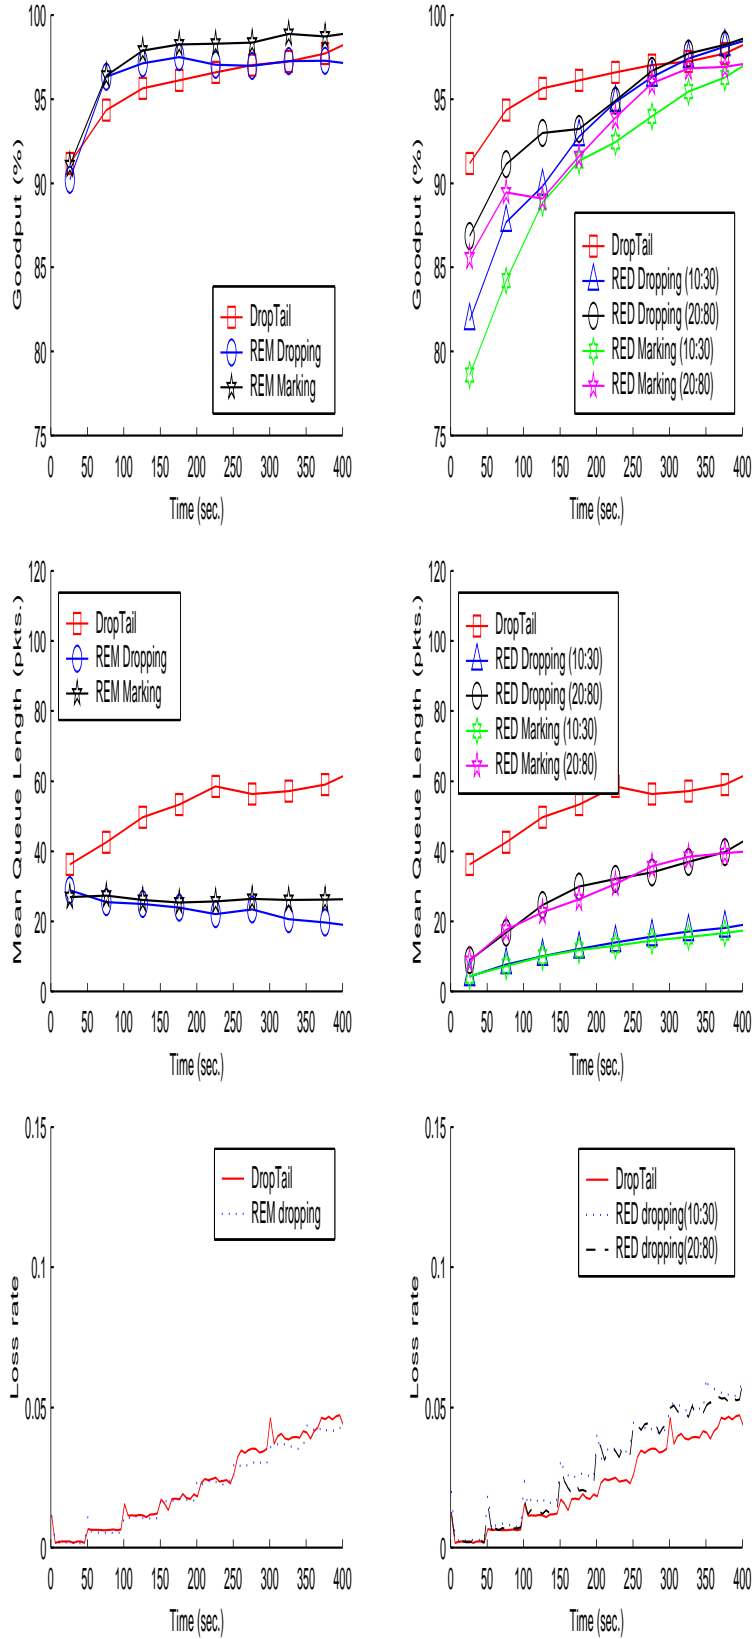 100%
95
90
85
80
75
Goodput (%)
DropTail
REM Dropping
REM Marking
0 50 100 150 200 250 300 350 400
Time (sec.)
100%
95
90
85
80
75
Goodput (%)
DropTail
RED Dropping (10:30)
RED Dropping (20:80)
RED Marking (10:30)
RED Marking (20:80)
0 50 100 150 200 250 300 350 400
Time (sec.)
120
100
80
60
40
20
0
Mean Queue Length (pkts.)
DropTail
REM Dropping
REM Marking
0 50 100 150 200 250 300 350 400
Time (sec.)
120
100
80
60
40
20
0
Mean Queue Length (pkts.)
DropTail
RED Dropping (10:30)
RED Dropping (20:80)
RED Marking (10:30)
RED Marking (20:80)
0 50 100 150 200 250 300 350 400
Time (sec.)
0.15
0.1
0.05
0
Loss rate
DropTail
REM dropping
0 50 100 150 200 250 300 350 400
Time (sec.)
0.15
0.1
0.05
0
Loss rate
DropTail
RED dropping(10:30)
RED dropping(20:80)
0 50 100 150 200 250 300 350 400
Time (sec.)